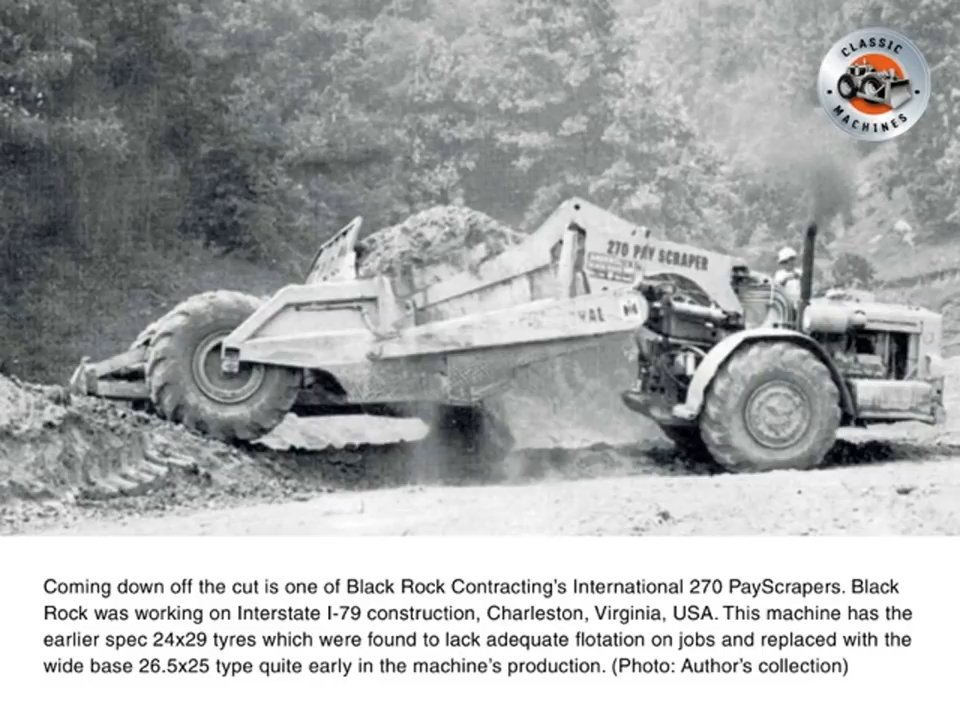 CLASSIC
MACHINES
270 PAY SCRAPER
VAL
IH
Coming down off the cut is one of Black Rock Contracting's International 270 PayScrapers. Black
Rock was working on Interstate I-79 construction, Charleston, Virginia, USA. This machine has the
earlier spec 24x29 tyres which were found to lack adequate flotation on jobs and replaced with the
wide base 26.5x25 type quite early in the machine's production. (Photo: Author's collection)